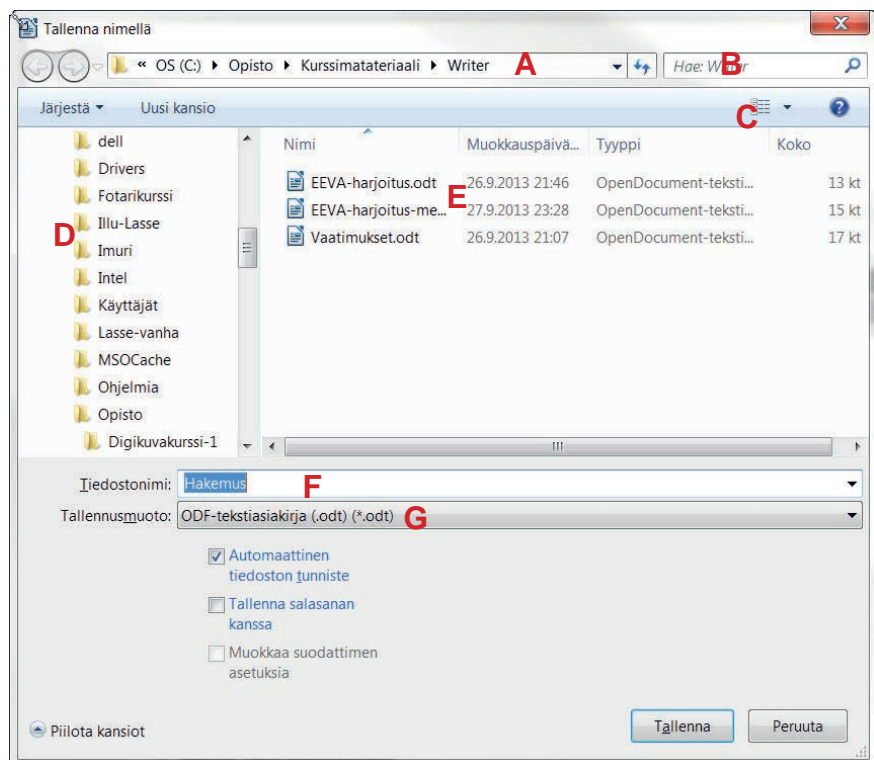 Tallenna nimellä
« OS (C:) Opisto Kurssimatateriaali Writer A
Hae: Writer B
Järjestä Uusi kansio C
Nimi Muokkauspäivä... Tyyppi Koko
dell
Drivers
Fotarikurssi
Illu-Lasse
D
Imuri
Intel
Käyttäjät
Lasse-vanha
MSOCache
Ohjelmia
Opisto
Digikuvakurssi-1
EEVA-harjoitus.odt 26.9.2013 21:46 OpenDocument-teksti... 13 kt
E
EEVA-harjoitus-me... 27.9.2013 23:28 OpenDocument-teksti... 15 kt
Vaatimukset.odt 26.9.2013 21:07 OpenDocument-teksti... 17 kt
Tiedostonimi: Hakemus F
Tallennusmuoto: ODF-tekstiasiakirja (.odt) (*.odt) G
Automaattinen
tiedoston tunniste
Tallenna salasanan
kanssa
Muokkaa suodattimen
asetuksia
Piilota kansiot Tallenna Peruuta